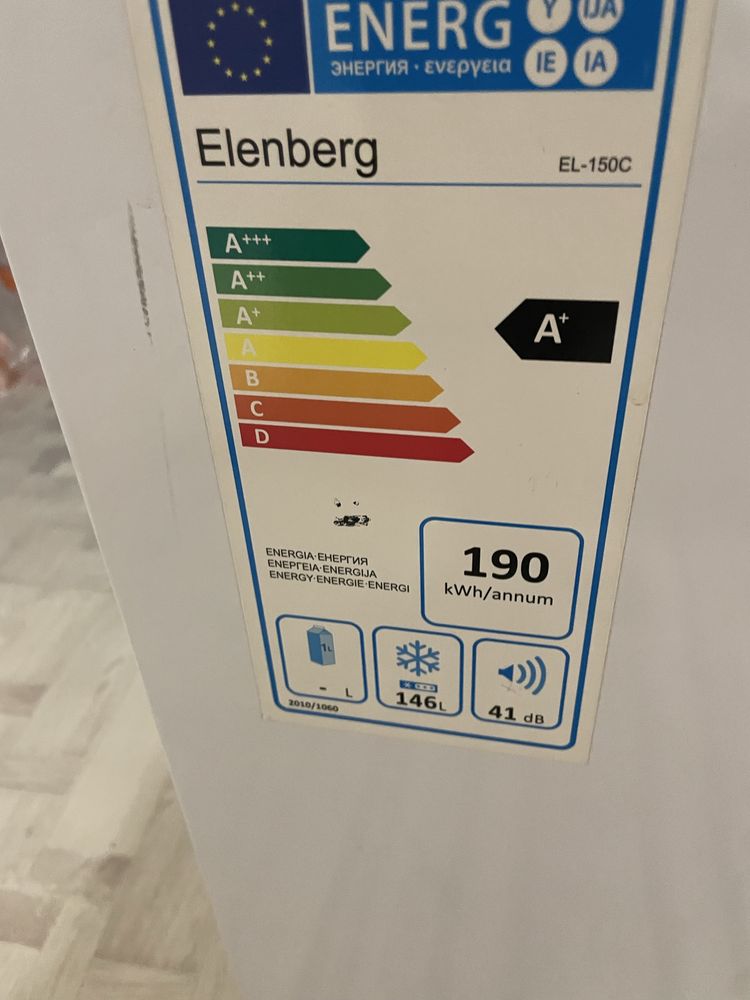 ENERG
Y
IJA
ЭНЕРГИЯ · ενεργεια
IE
IA
Elenberg
EL-150C
A+++
A++
A+
A+
A
B
C
D
ENERGIA·ЕНЕРГИЯ
ΕΝΕΡΓΕΙΑ·ENERGIJA
ENERGY·ENERGIE·ENERGI
190
kWh/annum
1L
- L
146L
41 dB
2010/1060